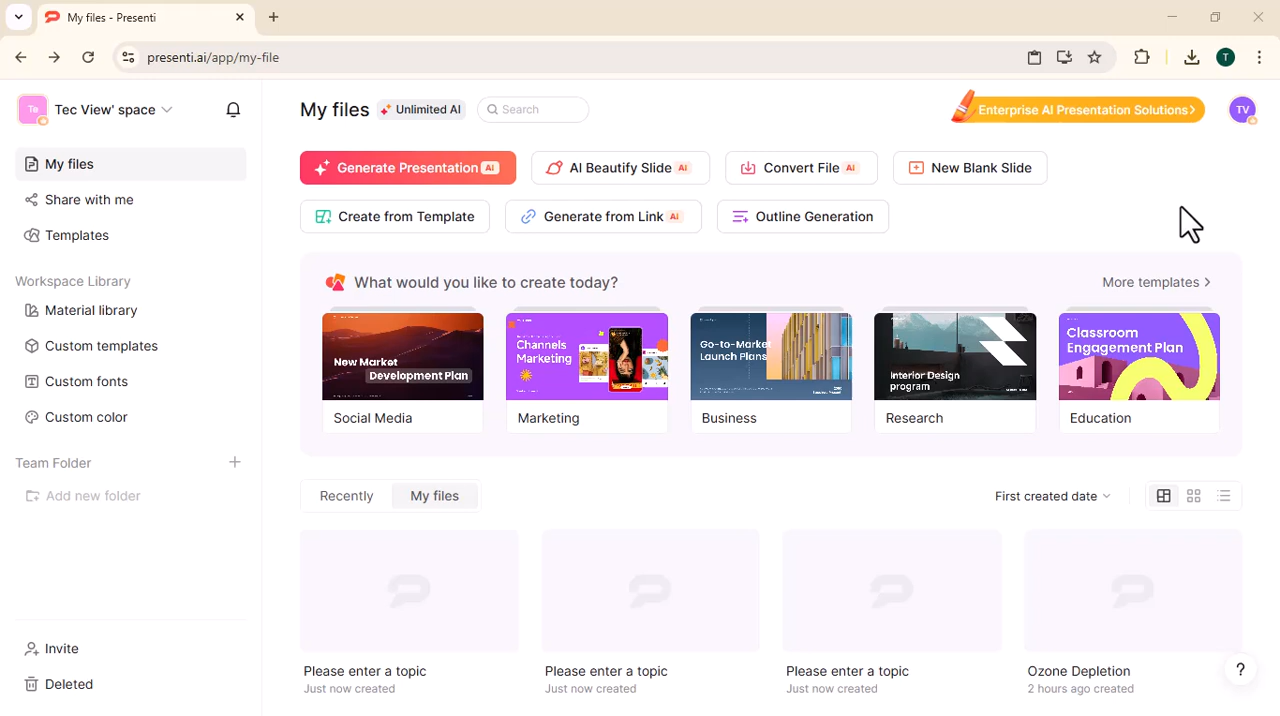 My files - Presenti
presenti.ai/app/my-file
T
Te
Tec View' space
My files
Share with me
Templates
Workspace Library
Material library
Custom templates
Custom fonts
Custom color
Team Folder
Add new folder
Invite
Deleted
My files
Unlimited AI
Search
Enterprise AI Presentation Solutions
TV
Generate Presentation AI
AI Beautify Slide AI
Convert File AI
New Blank Slide
Create from Template
Generate from Link AI
Outline Generation
What would you like to create today?
More templates
New Market
Development Plan
Social Media
Channels
Marketing
Marketing
Go-to-Market
Launch Plans
Business
Interior Design
program
Research
Classroom
Engagement Plan
Education
Recently
My files
First created date
Please enter a topic
Just now created
Please enter a topic
Just now created
Please enter a topic
Just now created
Ozone Depletion
2 hours ago created
?